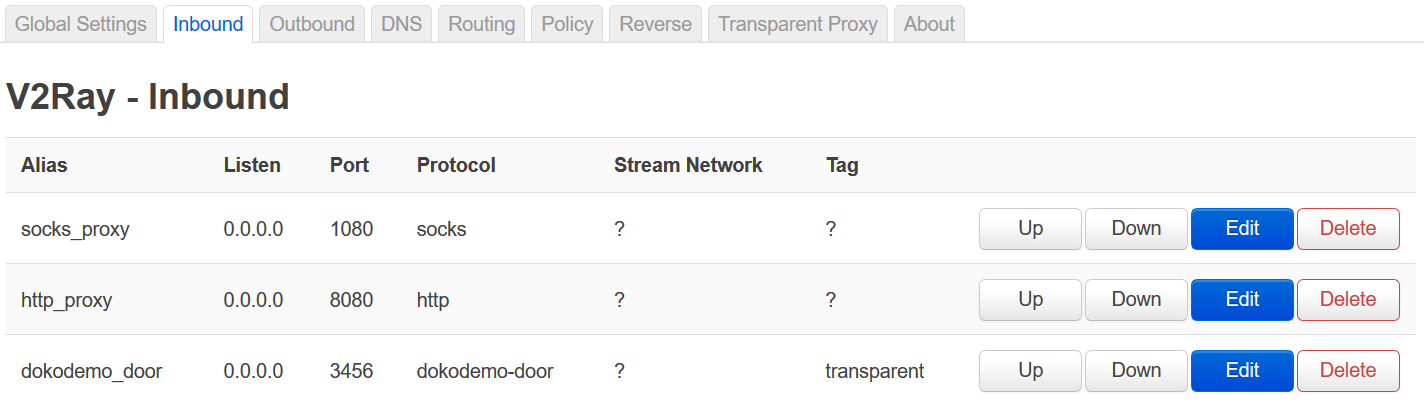 Global Settings Inbound Outbound DNS Routing Policy Reverse Transparent Proxy About
V2Ray - Inbound
Alias Listen Port Protocol Stream Network Tag
socks_proxy 0.0.0.0 1080 socks ? ? Up Down Edit Delete
http_proxy 0.0.0.0 8080 http ? ? Up Down Edit Delete
dokodemo_door 0.0.0.0 3456 dokodemo-door ? transparent Up Down Edit Delete